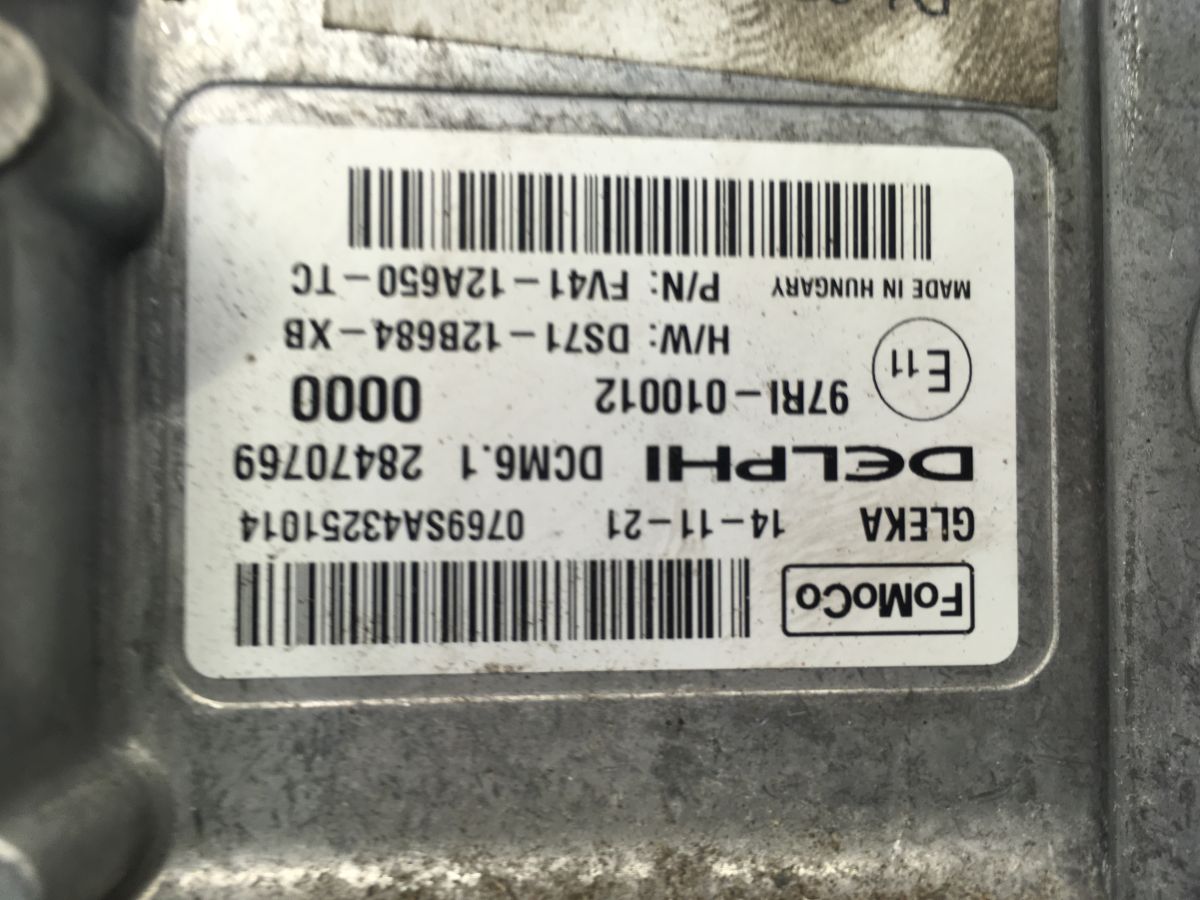 FoMoCo
GLEKA 14-11-21 0769SA43251014
DELPHI DCM6.1 28470769
E11 97RI-010012 0000
H/W: DS71-12B684-XB
MADE IN HUNGARY P/N: FV41-12A650-TC